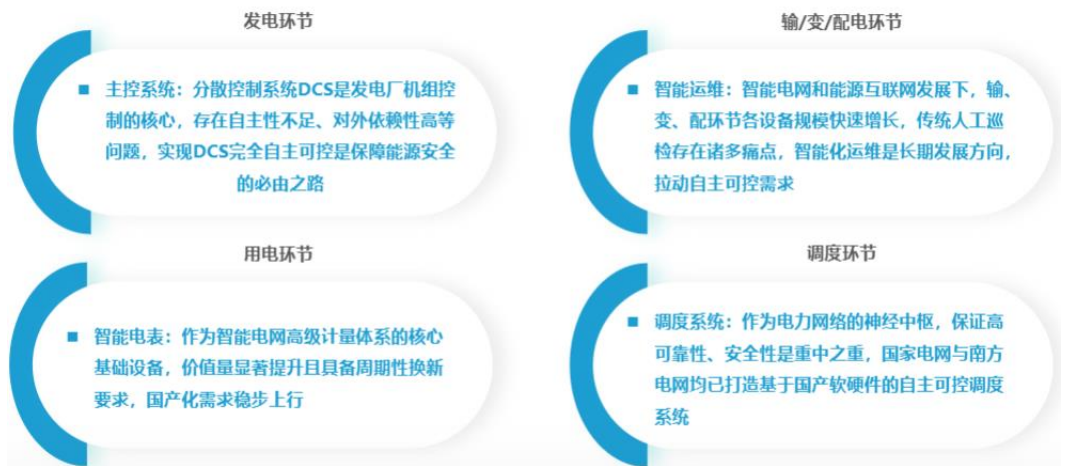 发电环节
■ 主控系统：分散控制系统DCS是发电厂机组控
制的核心，存在自主性不足、对外依赖性高等
问题，实现DCS完全自主可控是保障能源安全
的必由之路
输/变/配电环节
■ 智能运维：智能电网和能源互联网发展下，输、
变、配环节各设备规模快速增长，传统人工巡
检存在诸多痛点，智能化运维是长期发展方向，
拉动自主可控需求
用电环节
■ 智能电表：作为智能电网高级计量体系的核心
基础设备，价值量显著提升且具备周期性换新
要求，国产化需求稳步上行
调度环节
■ 调度系统：作为电力网络的神经中枢，保证高
可靠性、安全性是重中之重，国家电网与南方
电网均已打造基于国产软硬件的自主可控调度
系统